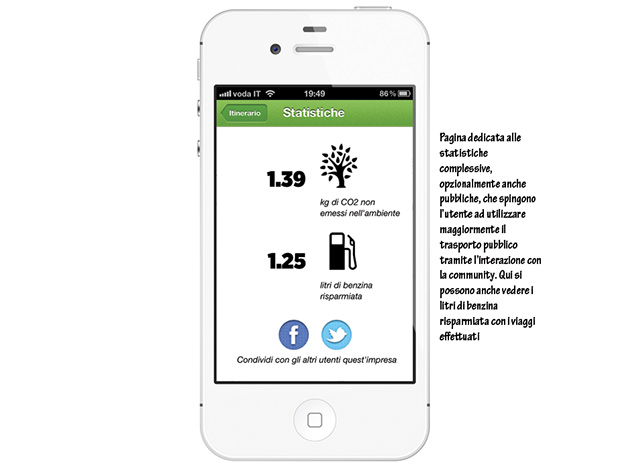 voda IT 19:49 86%
Itinerario Statistiche
1.39
kg di CO2 non
emessi nell'ambiente
1.25
litri di benzina
risparmiata
f
Condividi con gli altri utenti quest'impresa
Pagina dedicata alle
statistiche
complessive,
opzionalmente anche
pubbliche, che spingono
l'utente ad utilizzare
maggiormente il
trasporto pubblico
tramite l'interazione con
la community. Qui si
possono anche vedere i
litri di benzina
risparmiata con i viaggi
effettuati